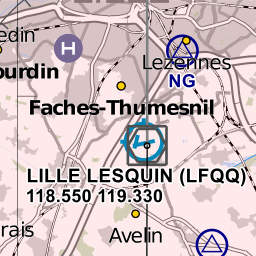 edin
H
Lezennes
ourdin
NG
Faches-Thumesnil
LILLE LESQUIN (LFQQ)
118.550 119.330
rais
Avelin